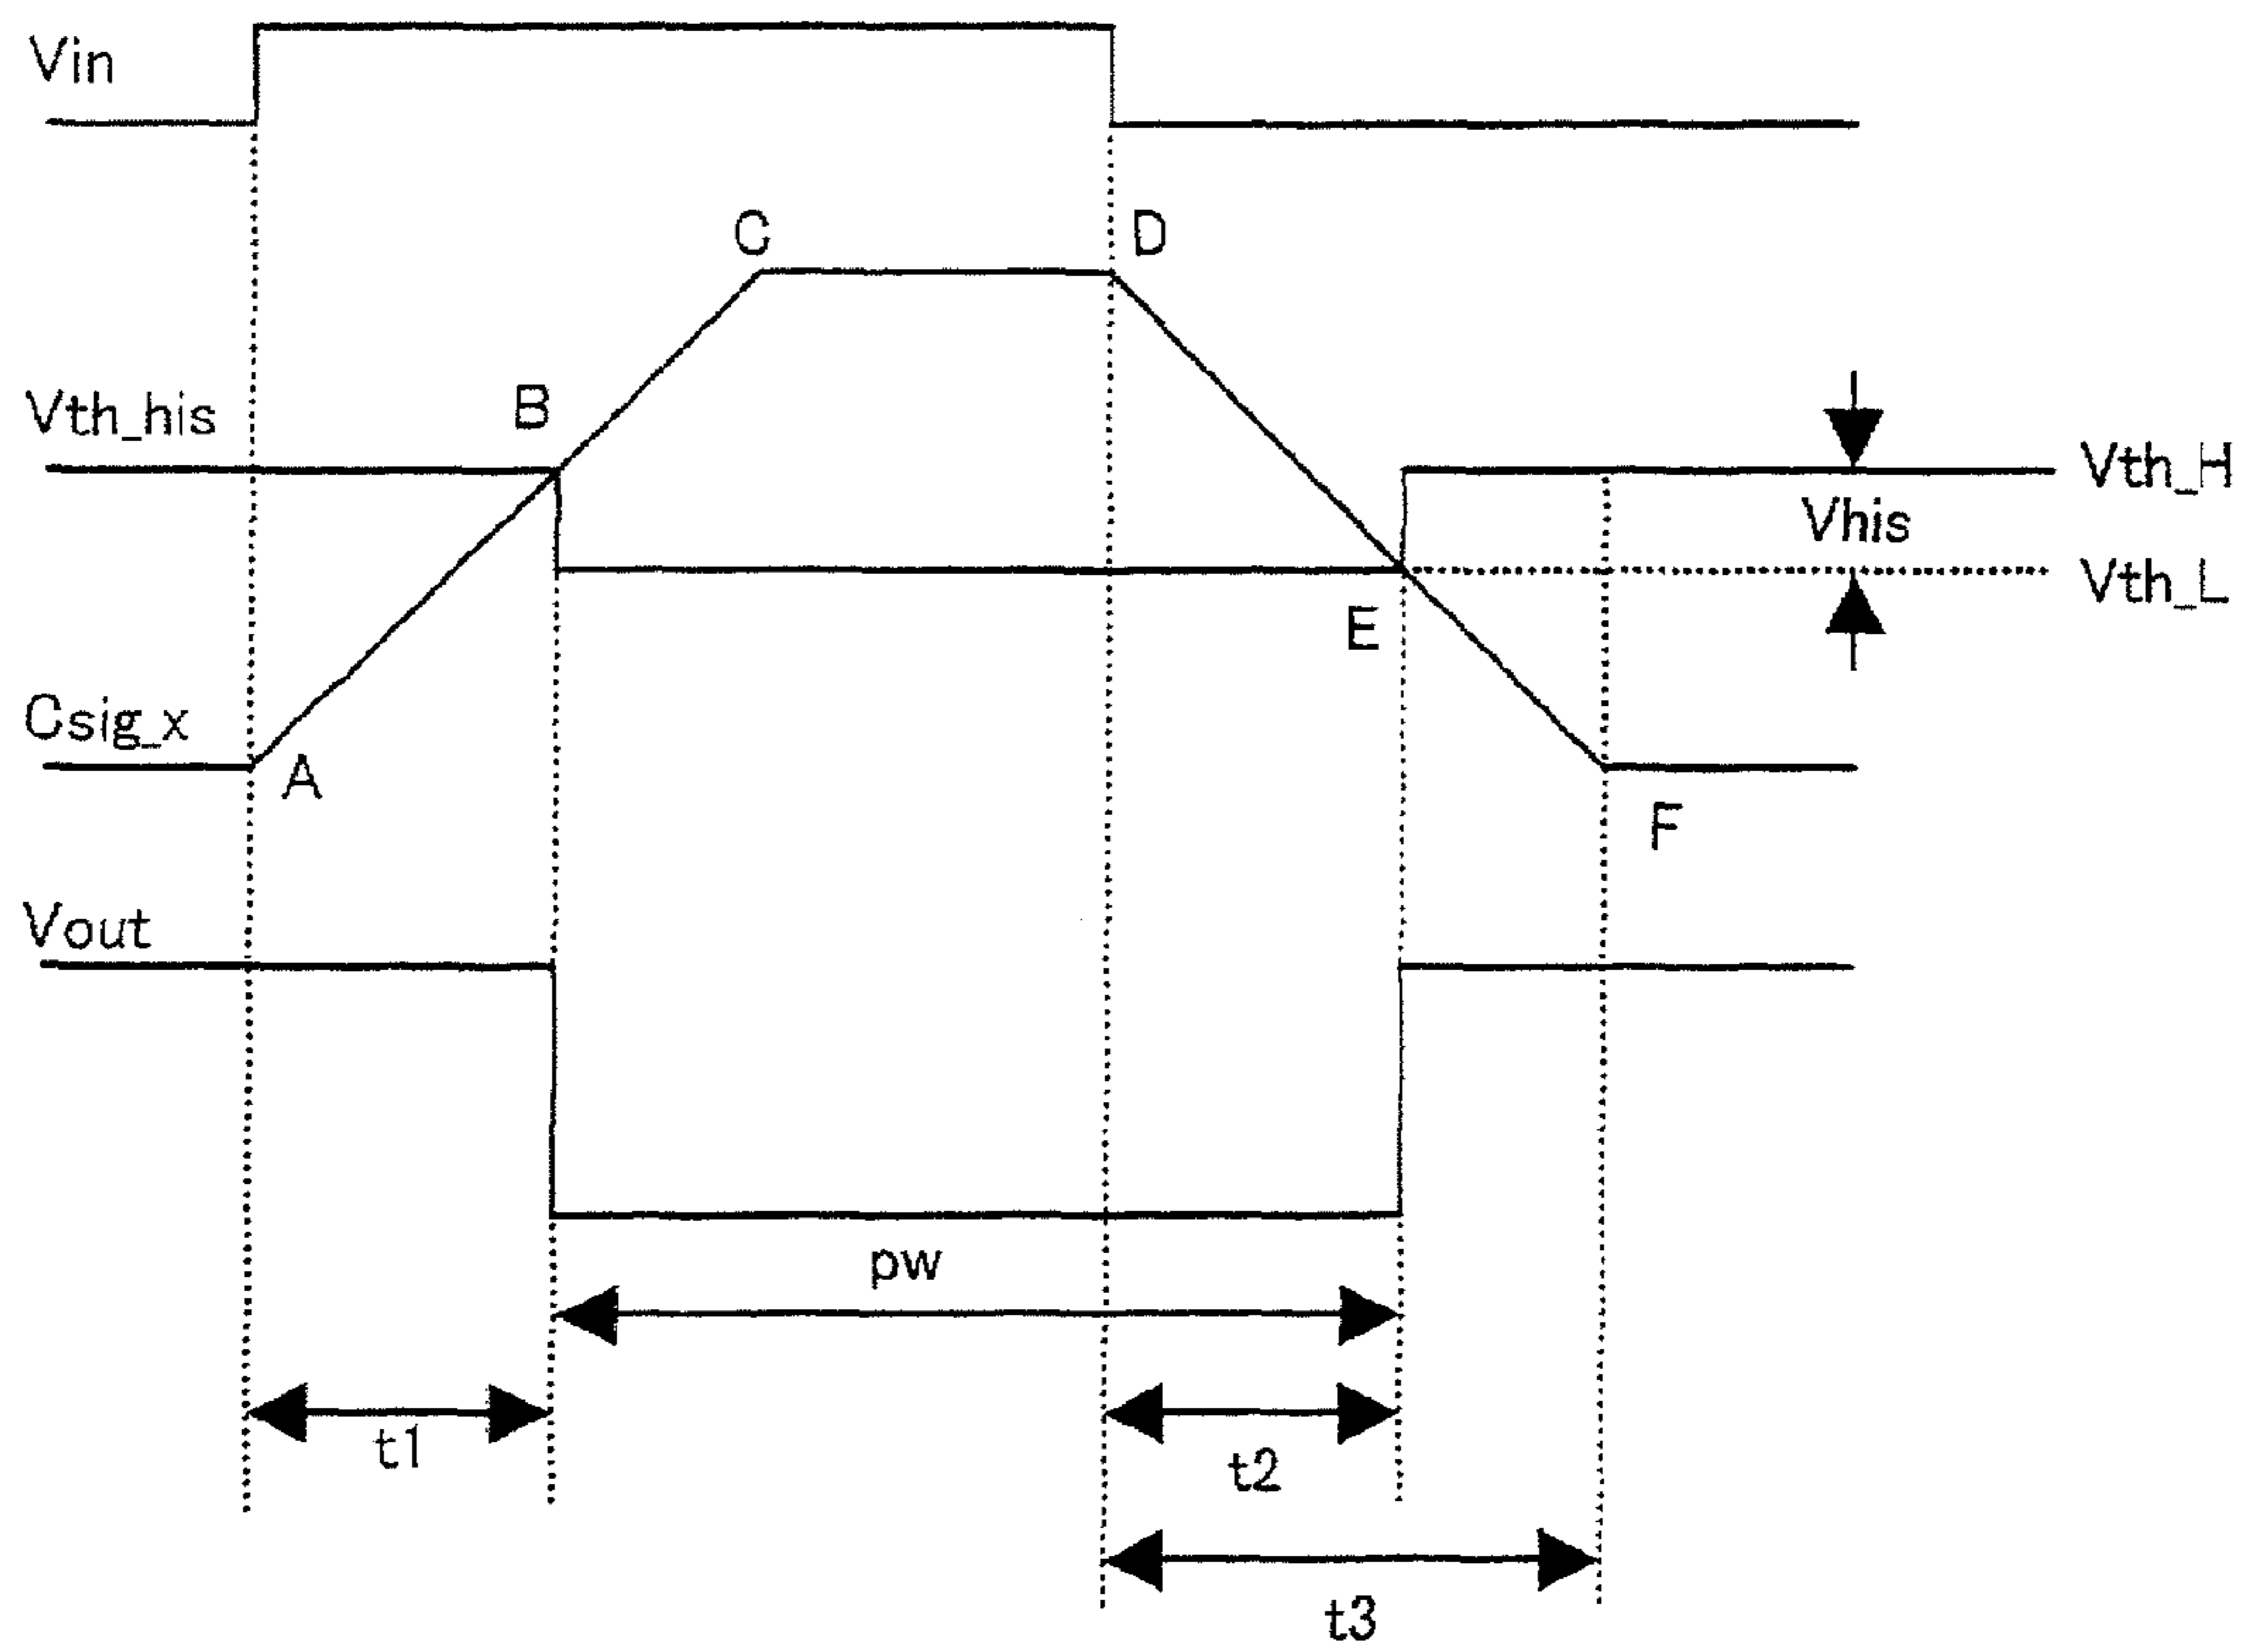 Vin
C
D
B
Vth_his
Vth_H
Vhis
Vth_L
E
Csig_x
A
F
Vout
pw
t1
t2
t3